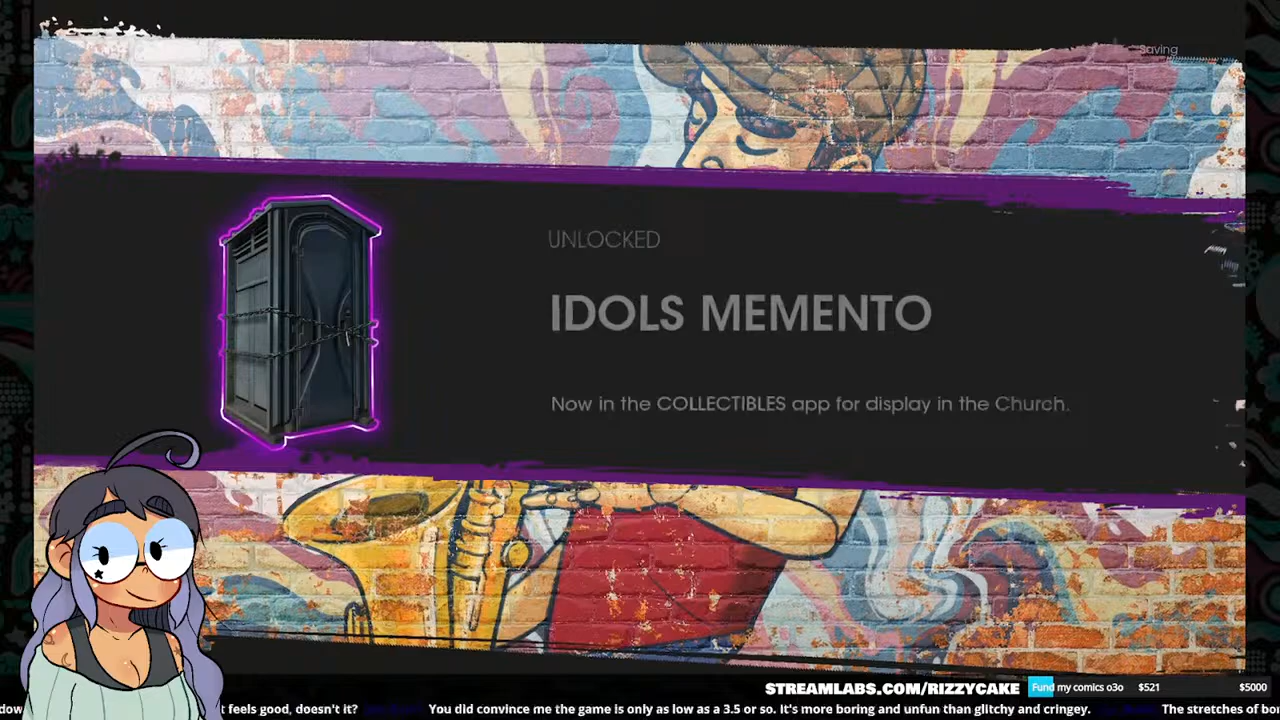 Saving
UNLOCKED
IDOLS MEMENTO
Now in the COLLECTIBLES app for display in the Church.
STREAMLABS.COM/RIZZYCAKE Fund my comics o3o $521 $5000
feels good, doesn't it? You did convince me the game is only as low as a 3.5 or so. It's more boring and unfun than glitchy and cringey. The stretches of